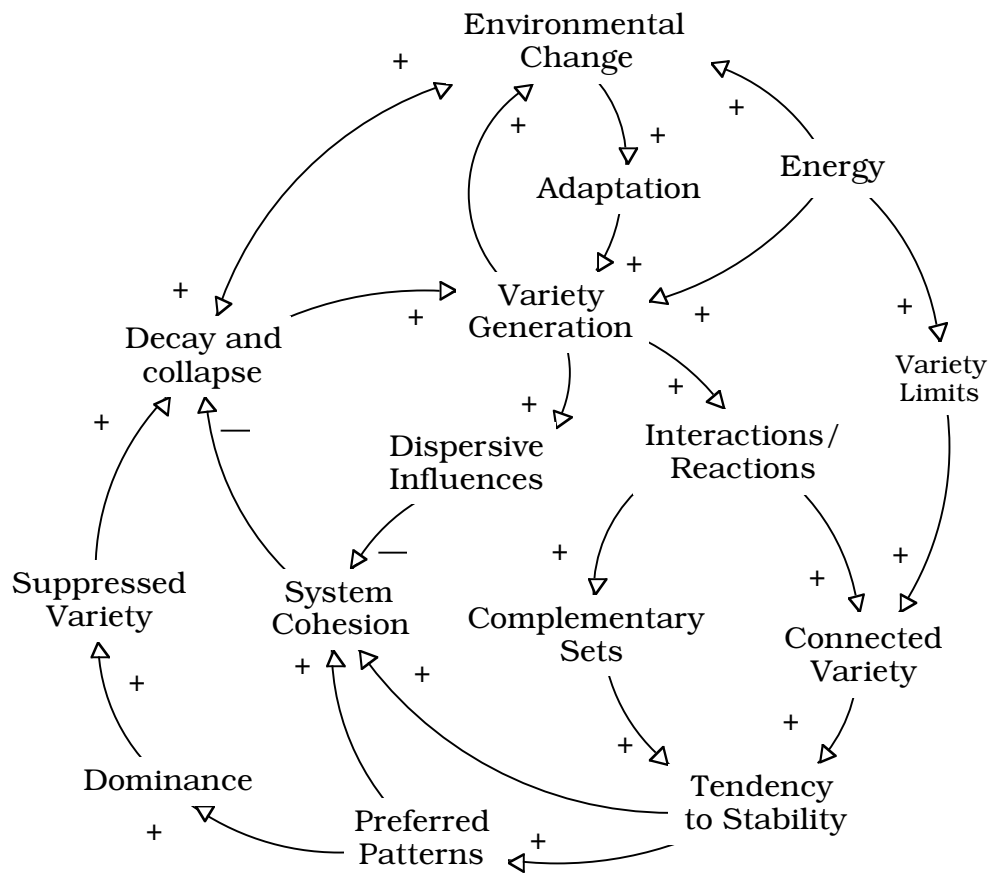 Environmental
Change
+
+
+
+
Energy
Adaptation
+
+
Variety
Generation
+
+
+
Decay and
collapse
Variety
Limits
+
+
+
—
Interactions/
Reactions
Dispersive
Influences
+
—
+
+
Suppressed
Variety
System
Cohesion
Complementary
Sets
Connected
Variety
+
+
+
+
+
Dominance
Tendency
to Stability
Preferred
Patterns
+
+